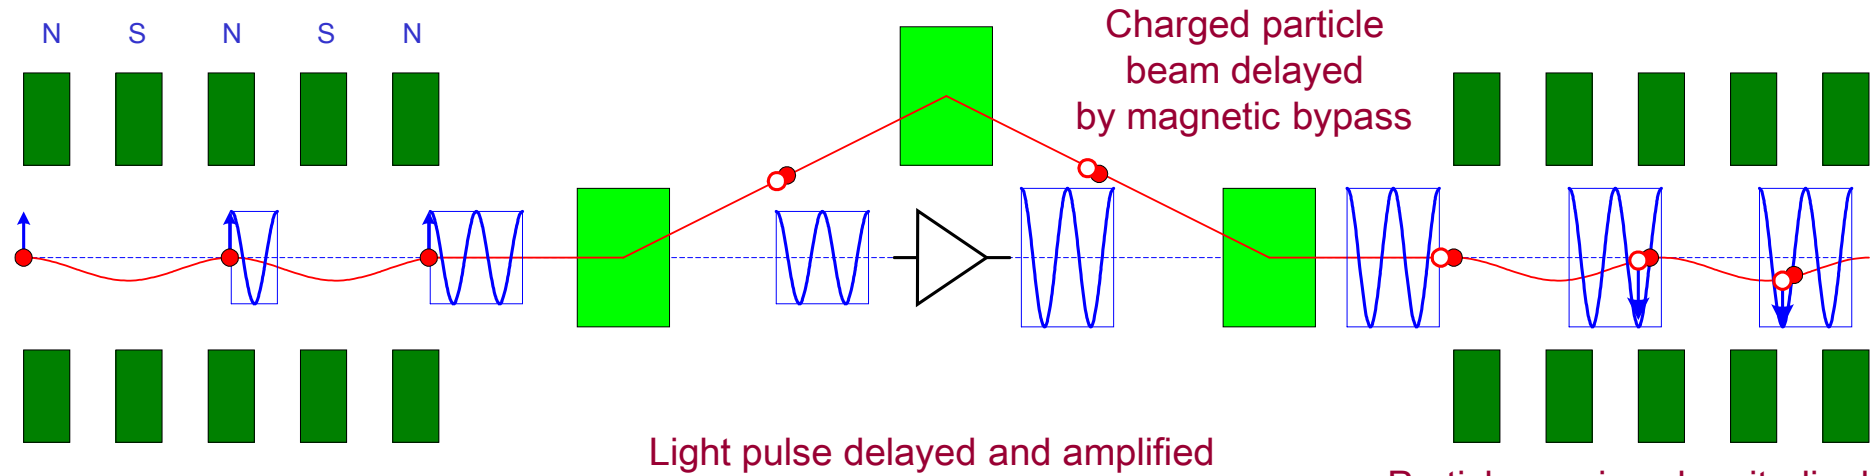 N S N S N
Charged particle
beam delayed
by magnetic bypass
Light pulse delayed and amplified